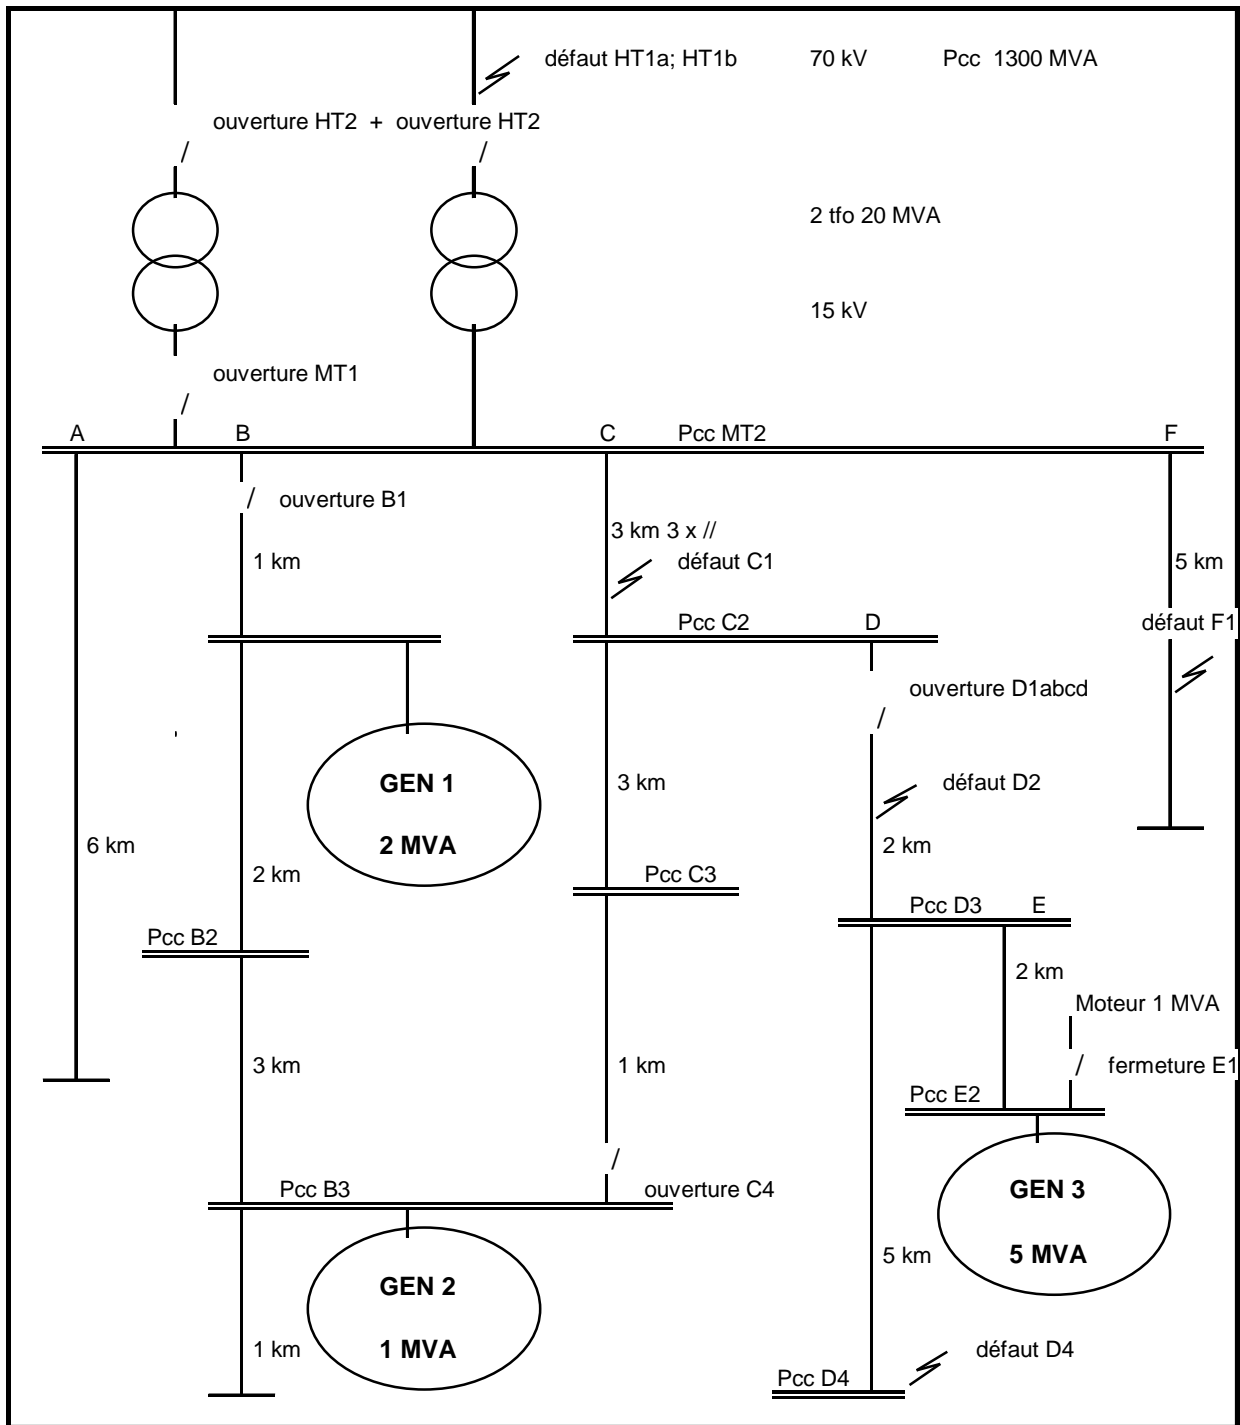 défaut HT1a; HT1b 70 kV Pcc 1300 MVA
ouverture HT2 + ouverture HT2
2 tfo 20 MVA
15 kV
ouverture MT1
A B C Pcc MT2 F
ouverture B1
3 km 3 x //
1 km défaut C1 5 km
Pcc C2 D défaut F1
ouverture D1abcd
GEN 1 3 km défaut D2
2 MVA 6 km 2 km
2 km Pcc C3
Pcc D3 E
Pcc B2
2 km
Moteur 1 MVA
3 km 1 km fermeture E1
Pcc E2
Pcc B3 ouverture C4 GEN 3
5 km 5 MVA
GEN 2
1 km 1 MVA défaut D4
Pcc D4